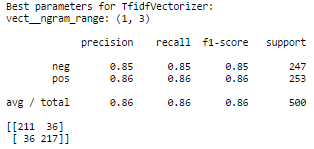 Best parameters for TfidfVectorizer:
vect__ngram_range: (1, 3)
precision recall f1-score support
neg 0.85 0.85 0.85 247
pos 0.86 0.86 0.86 253
avg / total 0.86 0.86 0.86 500
[[211 36]
[ 36 217]]